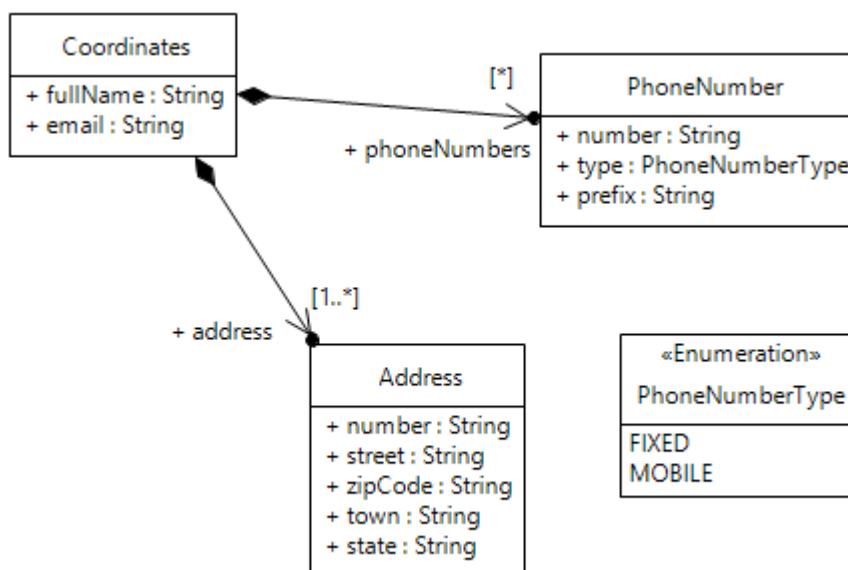 Coordinates
+ fullName : String
+ email : String
[*]
+ phoneNumbers
PhoneNumber
+ number : String
+ type : PhoneNumberType
+ prefix : String
[1..*]
+ address
Address
+ number : String
+ street : String
+ zipCode : String
+ town : String
+ state : String
«Enumeration»
PhoneNumberType
FIXED
MOBILE